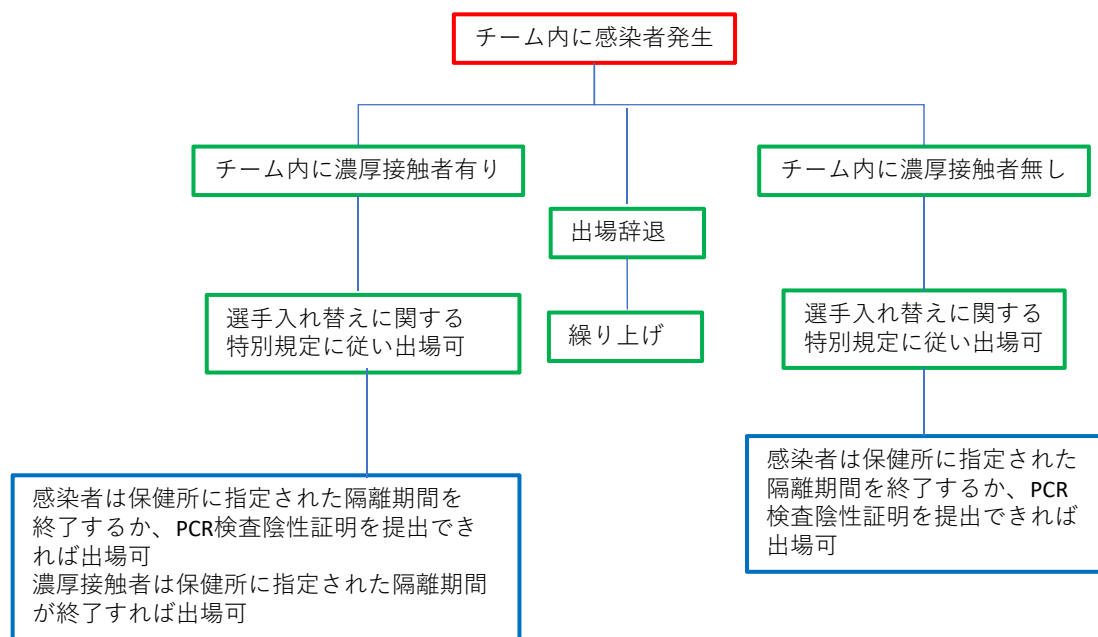 チーム内に感染者発生
チーム内に濃厚接触者有り
チーム内に濃厚接触者無し
出場辞退
選手入れ替えに関する
特別規定に従い出場可
繰り上げ
選手入れ替えに関する
特別規定に従い出場可
感染者は保健所に指定された隔離期間を
終了するか、PCR検査陰性証明を提出でき
れば出場可
濃厚接触者は保健所に指定された隔離期間
が終了すれば出場可
感染者は保健所に指定された
隔離期間を終了するか、PCR
検査陰性証明を提出できれば
出場可